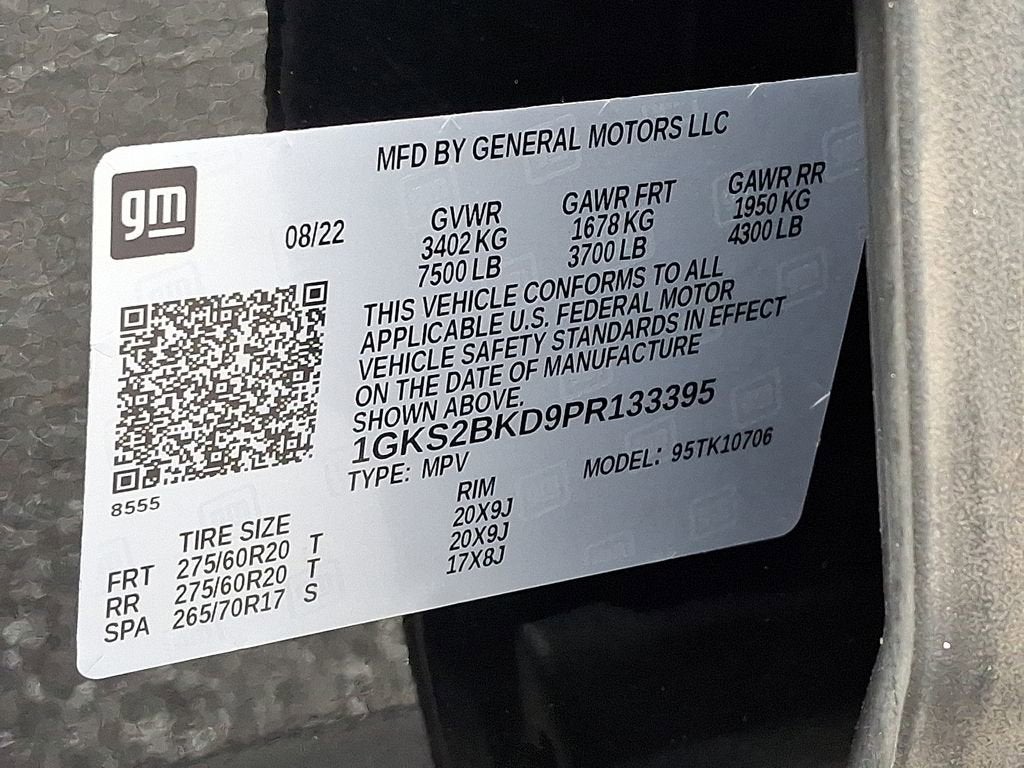 MFD BY GENERAL MOTORS LLC
gm
08/22
GVWR
3402 KG
7500 LB
GAWR FRT
1678 KG
3700 LB
GAWR RR
1950 KG
4300 LB
THIS VEHICLE CONFORMS TO ALL
APPLICABLE U.S. FEDERAL MOTOR
VEHICLE SAFETY STANDARDS IN EFFECT
ON THE DATE OF MANUFACTURE
SHOWN ABOVE.
1GKS2BKD9PR133395
TYPE: MPV MODEL: 95TK10706
8555
TIRE SIZE RIM
FRT 275/60R20 T 20X9J
RR 275/60R20 T 20X9J
SPA 265/70R17 S 17X8J